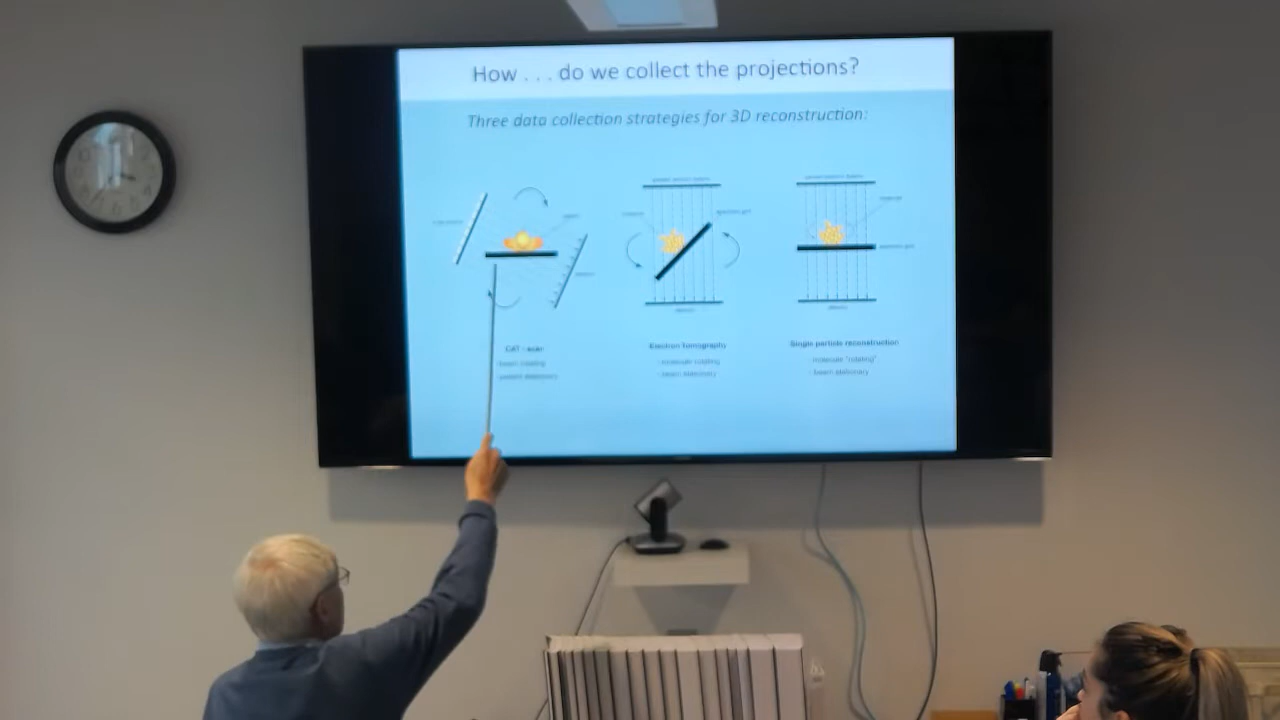 How . . . do we collect the projections?
Three data collection strategies for 3D reconstruction:
CAT - scan
- beam rotating
- patient stationary
Electron tomography
- molecule rotating
- beam stationary
Single particle reconstruction
- molecule "rotating"
- beam stationary